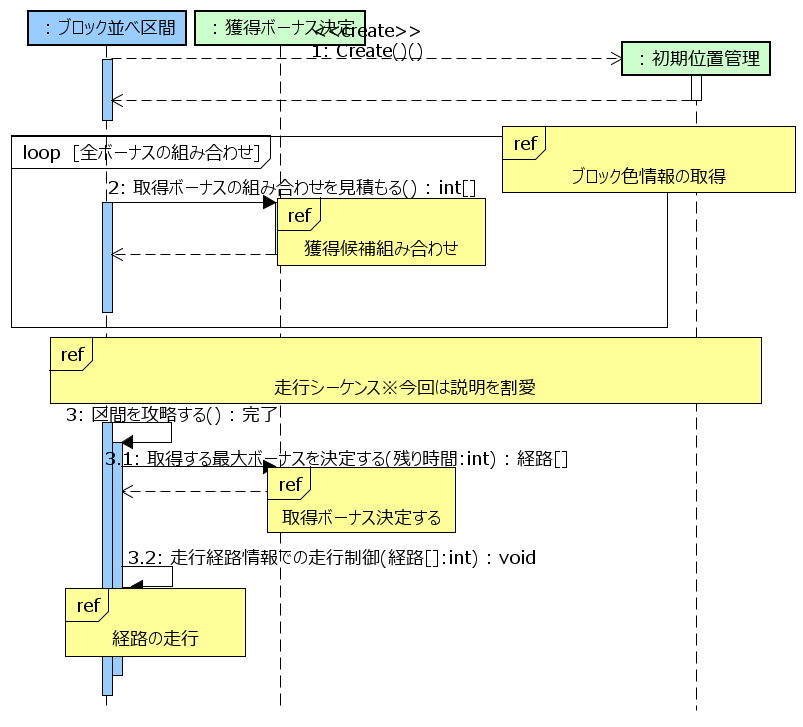 : ブロック並べ区間
: 獲得ボーナス決定
<<create>>
1: Create()()
: 初期位置管理
loop [全ボーナスの組み合わせ]
ref
ブロック色情報の取得
2: 取得ボーナスの組み合わせを見積もる() : int[]
ref
獲得候補組み合わせ
ref
走行シーケンス※今回は説明を割愛
3: 区間を攻略する() : 完了
3.1: 取得する最大ボーナスを決定する(残り時間:int) : 経路[]
ref
取得ボーナス決定する
3.2: 走行経路情報での走行制御(経路[]:int) : void
ref
経路の走行